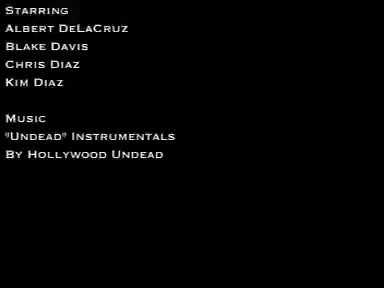 Starring
Albert DeLaCruz
Blake Davis
Chris Diaz
Kim Diaz
Music
"Undead" Instrumentals
By Hollywood Undead